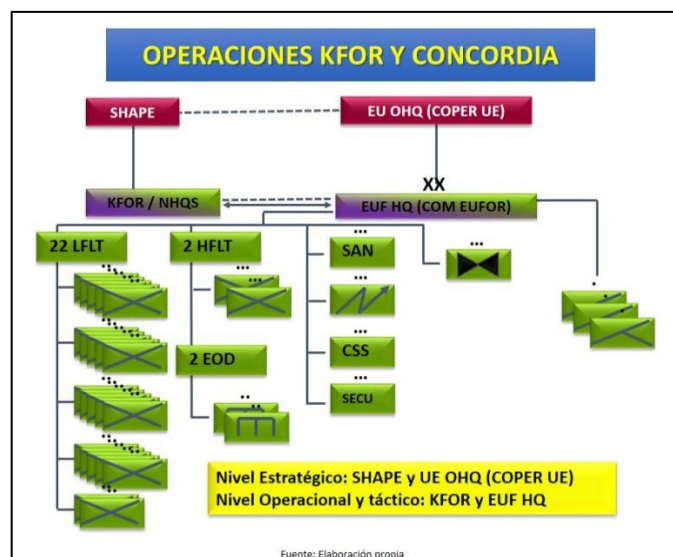 OPERACIONES KFOR Y CONCORDIA
SHAPE
EU OHQ (COPER UE)
XX
KFOR / NHQS
EUF HQ (COM EUFOR)
22 LFLT
2 HFLT
SAN
2 EOD
CSS
SECU
Nivel Estratégico: SHAPE y UE OHQ (COPER UE)
Nivel Operacional y táctico: KFOR y EUF HQ
Fuente: Elaboración propia